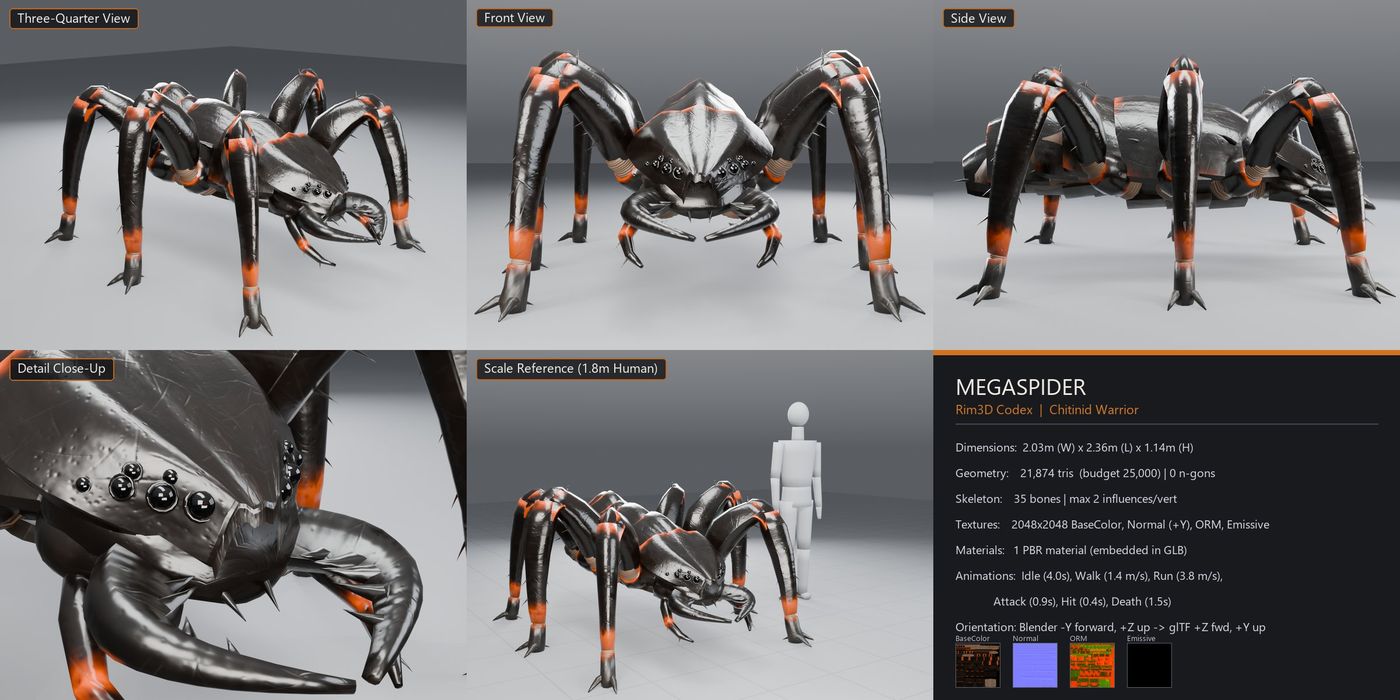 Three-Quarter View
Front View
Side View
Detail Close-Up
Scale Reference (1.8m Human)
MEGASPIDER
Rim3D Codex | Chitinid Warrior
Dimensions: 2.03m (W) x 2.36m (L) x 1.14m (H)
Geometry: 21,874 tris (budget 25,000) | 0 n-gons
Skeleton: 35 bones | max 2 influences/vert
Textures: 2048x2048 BaseColor, Normal (+Y), ORM, Emissive
Materials: 1 PBR material (embedded in GLB)
Animations: Idle (4.0s), Walk (1.4 m/s), Run (3.8 m/s),
Attack (0.9s), Hit (0.4s), Death (1.5s)
Orientation: Blender -Y forward, +Z up -> glTF +Z fwd, +Y up
BaseColor Normal ORM Emissive